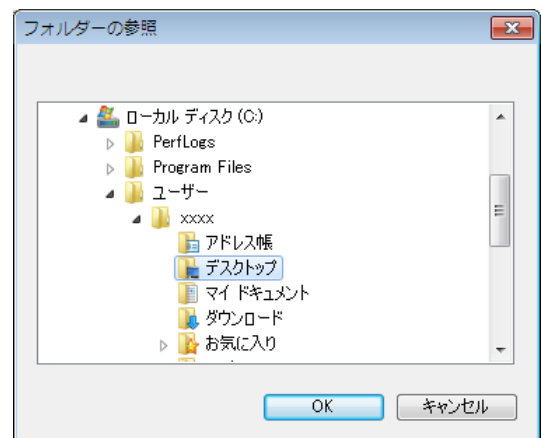 フォルダーの参照
ローカル ディスク (C:)
PerfLogs
Program Files
ユーザー
xxxx
アドレス帳
デスクトップ
マイ ドキュメント
ダウンロード
お気に入り
OK
キャンセル